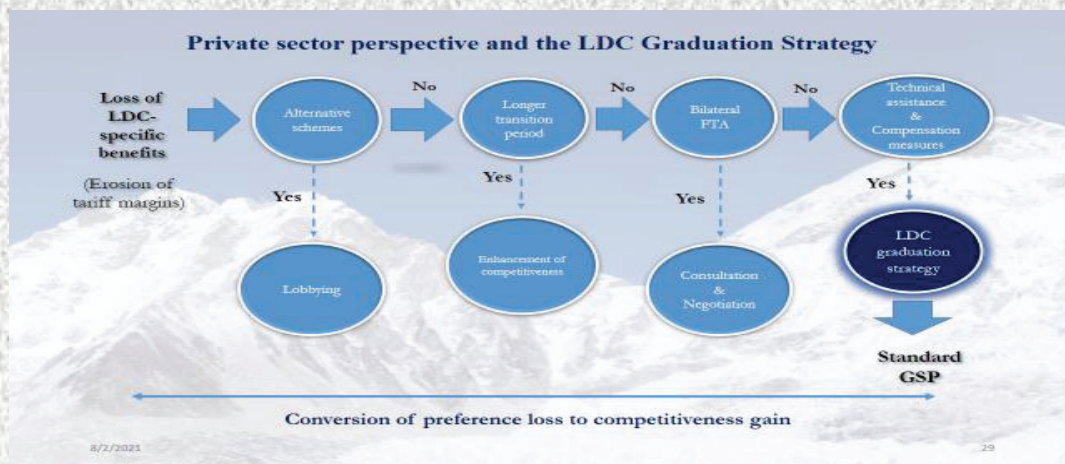 Private sector perspective and the LDC Graduation Strategy
Loss of
LDC-
specific
benefits
(Erosion of
tariff margins)
Alternative
schemes
No
Longer
transition
period
No
Bilateral
FTA
No
Technical
assistance
&
Compensation
measures
Yes
Yes
Yes
Yes
Lobbying
Enhancement of
competitiveness
Consultation
&
Negotiation
LDC
graduation
strategy
Standard
GSP
Conversion of preference loss to competitiveness gain
8/2/2021
29